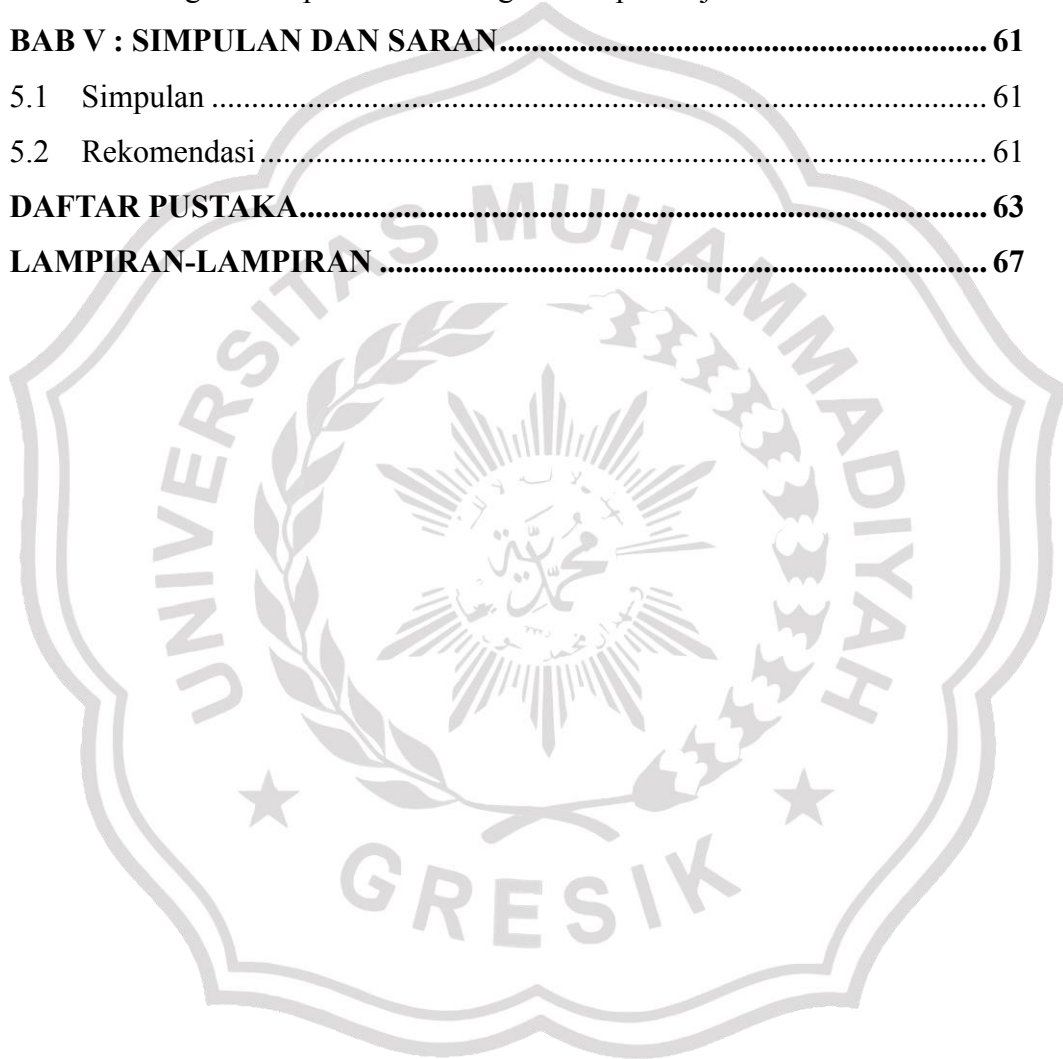 BAB V : SIMPULAN DAN SARAN.............................................................. 61
5.1 Simpulan .................................................................................................. 61
5.2 Rekomendasi............................................................................................ 61
DAFTAR PUSTAKA....................................................................................... 63
LAMPIRAN-LAMPIRAN ............................................................................. 67
UNIVERSITAS MUHAMMADIYAH
محمد
GRESIK